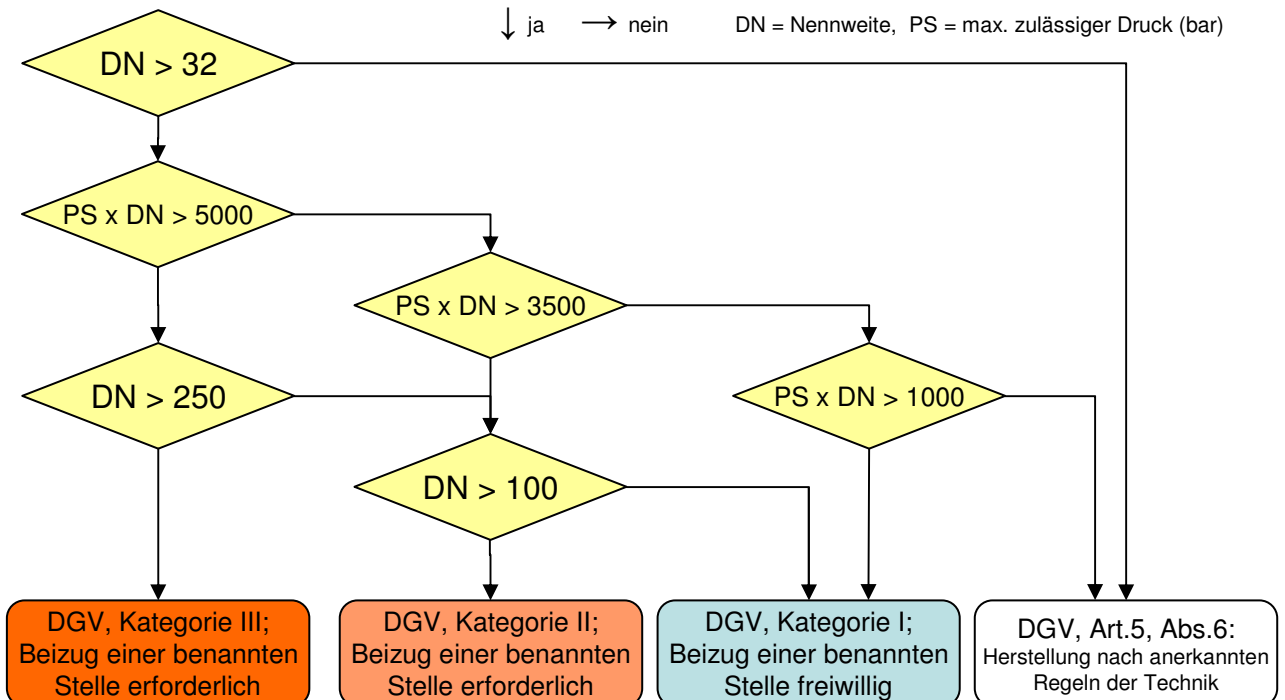 ↓ ja → nein DN = Nennweite, PS = max. zulässiger Druck (bar)
DN > 32
PS x DN > 5000
PS x DN > 3500
DN > 250
PS x DN > 1000
DN > 100
DGV, Kategorie III;
Beizug einer benannten
Stelle erforderlich
DGV, Kategorie II;
Beizug einer benannten
Stelle erforderlich
DGV, Kategorie I;
Beizug einer benannten
Stelle freiwillig
DGV, Art.5, Abs.6:
Herstellung nach anerkannten
Regeln der Technik